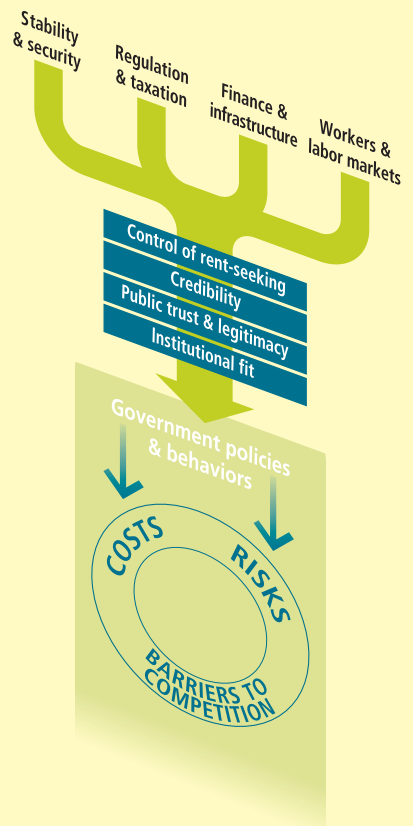 Stability
& security
Regulation
& taxation
Finance &
infrastructure
Workers &
labor markets
Control of rent-seeking
Credibility
Public trust & legitimacy
Institutional fit
Government policies
& behaviors
COSTS
RISKS
BARRIERS TO
COMPETITION